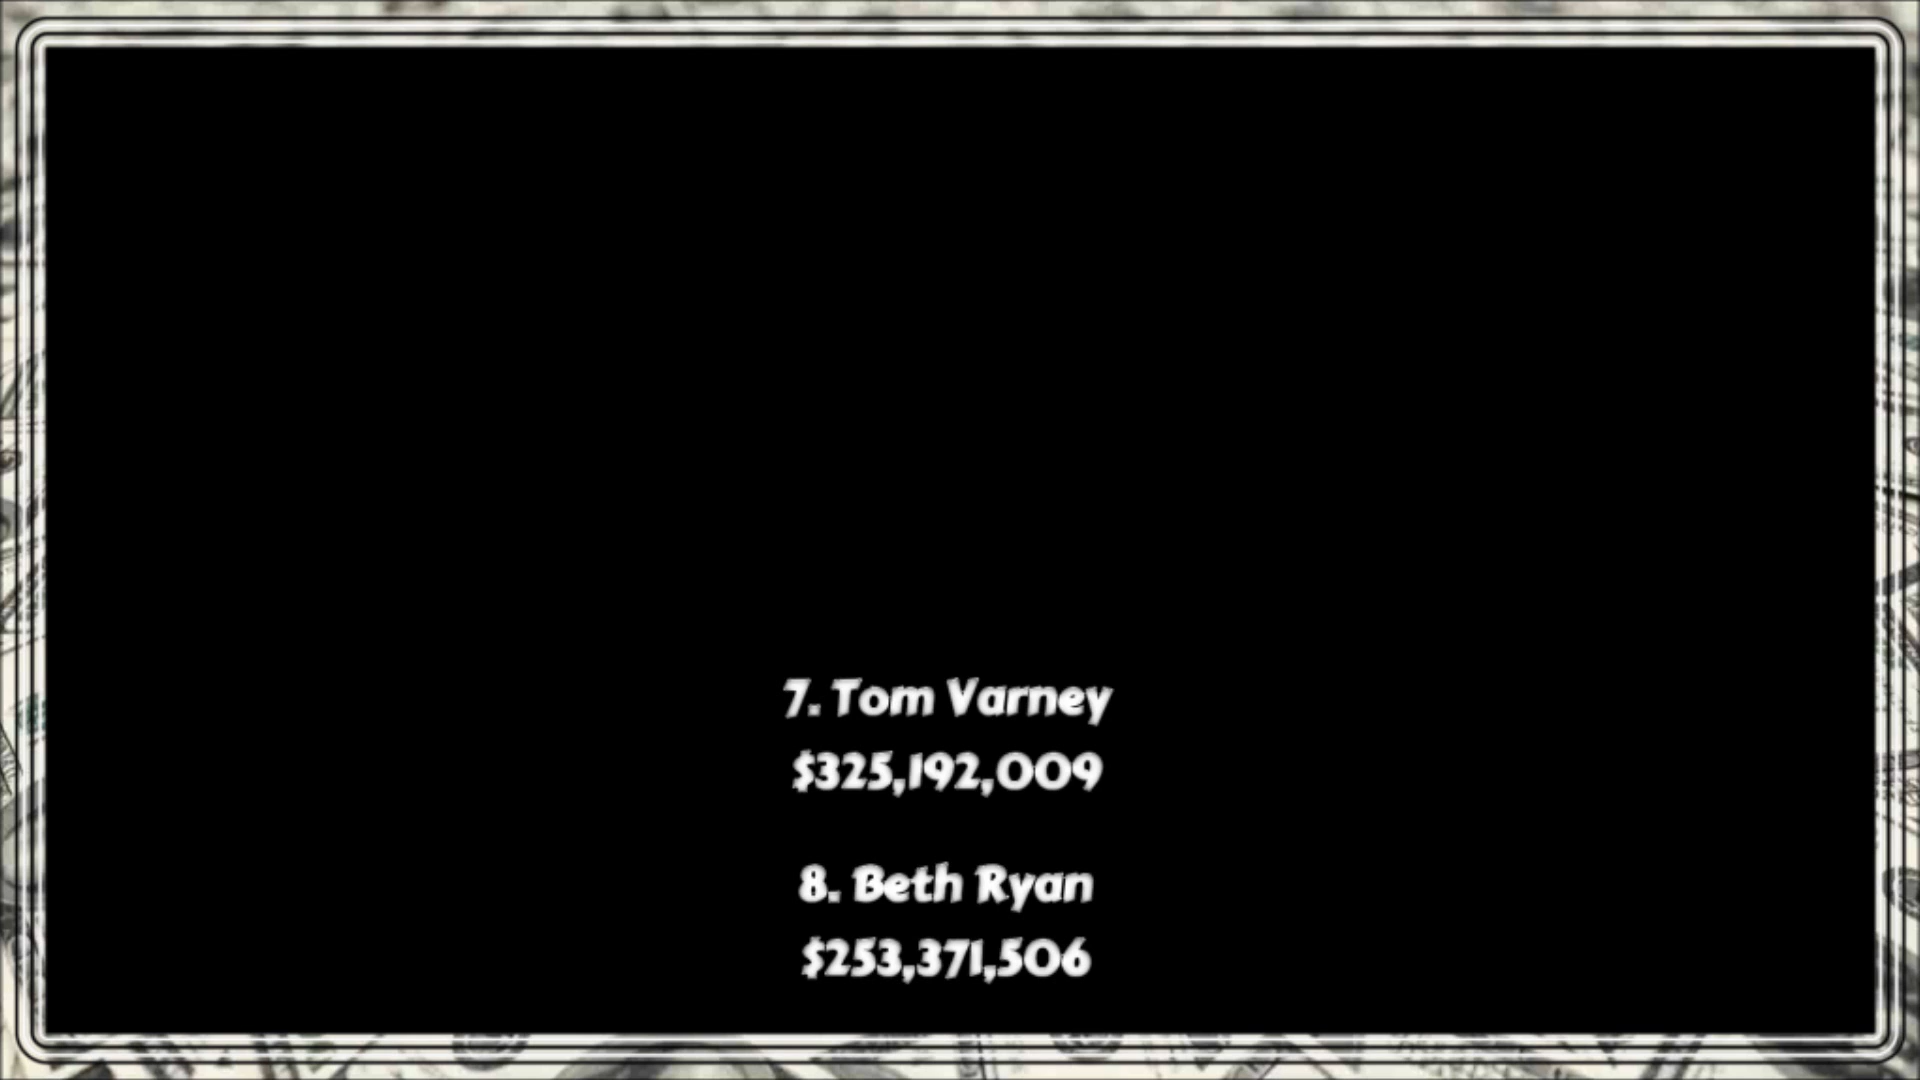 7. Tom Varney
$325,192,009
8. Beth Ryan
$253,371,506